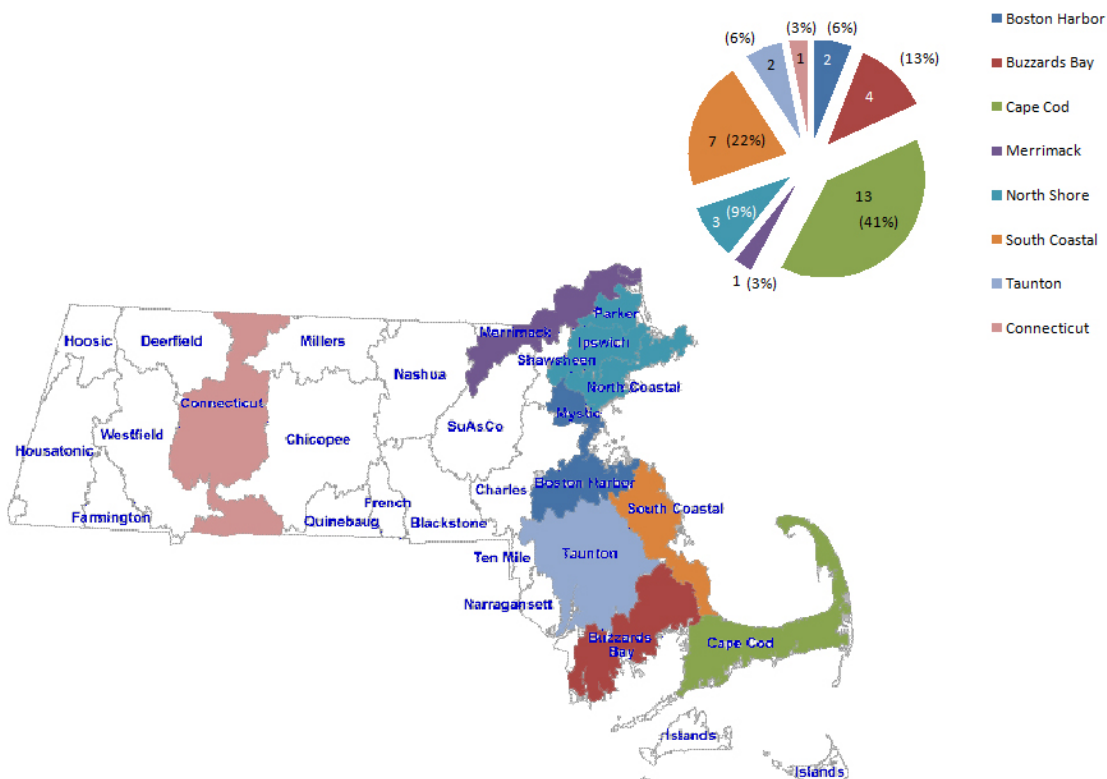 (6%)
(3%)
(6%)
2
1
2
(13%)
4
7 (22%)
13
(41%)
3 (9%)
1 (3%)
Boston Harbor
Buzzards Bay
Cape Cod
Merrimack
North Shore
South Coastal
Taunton
Connecticut
Parker
Hoosic
Deerfield
Millers
Merrimack
Ipswich
Shawsheen
Nashua
North Coastal
Connecticut
Mystic
Westfield
Chicopee
SuAsCo
Housatonic
Boston Harbor
Charles
French
South Coastal
Farmington
Quinebaug
Blackstone
Ten Mile
Taunton
Narragansett
Buzzards
Bay
Cape Cod
Islands
Islands